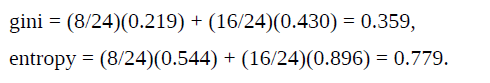 gini = (8/24)(0.219) + (16/24)(0.430) = 0.359,
entropy = (8/24)(0.544) + (16/24)(0.896) = 0.779.